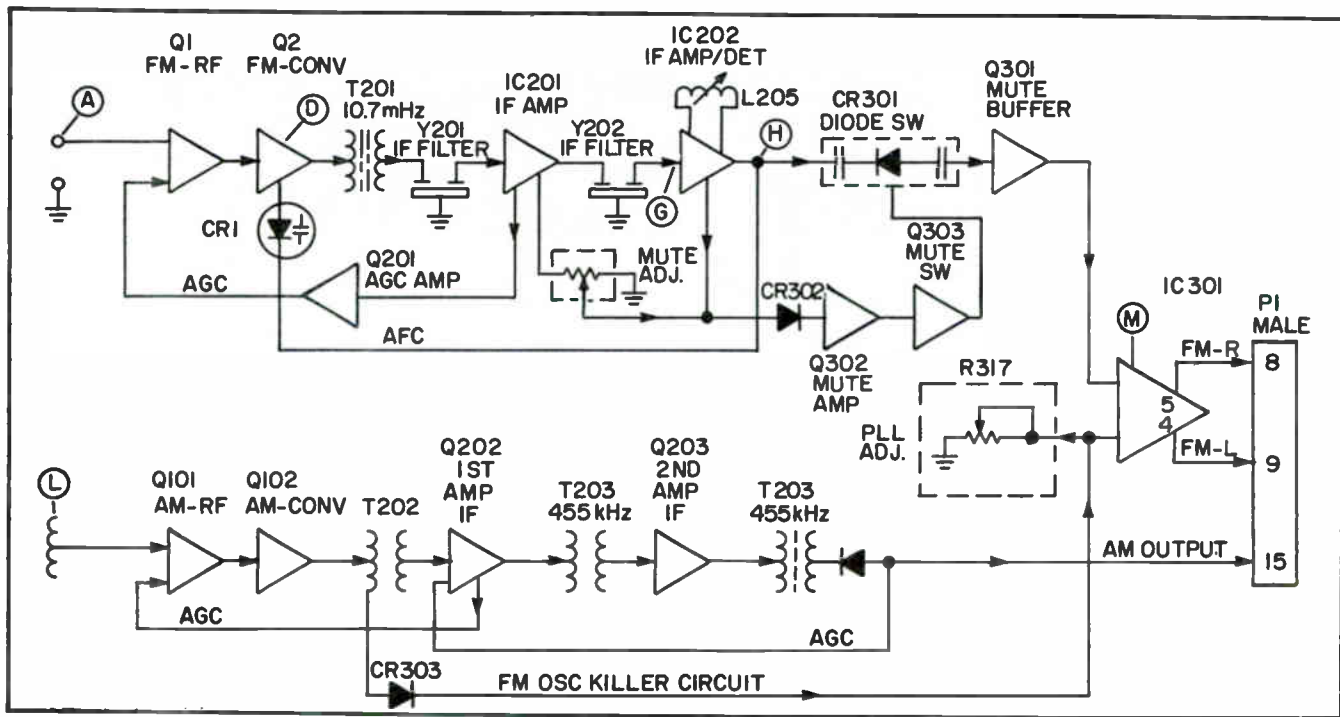 Q1
FM-RF
Q2
FM-CONV
IC202
IF AMP/DET
A
D
T201
10.7mHz
Y201
IF FILTER
IC201
IF AMP
Y202
IF FILTER
L205
H
G
CR301
DIODE SW
Q301
MUTE
BUFFER
CR1
Q201
AGC AMP
AGC
AFC
MUTE
ADJ.
CR302
Q302
MUTE
AMP
Q303
MUTE
SW
IC301
M
P1
MALE
FM-R
8
5
4
FM-L
9
R317
PLL
ADJ.
L
Q101
AM-RF
Q102
AM-CONV
T202
Q202
1ST
AMP
IF
T203
455kHz
Q203
2ND
AMP
IF
T203
455kHz
AM OUTPUT
15
AGC
AGC
CR303
FM OSC KILLER CIRCUIT